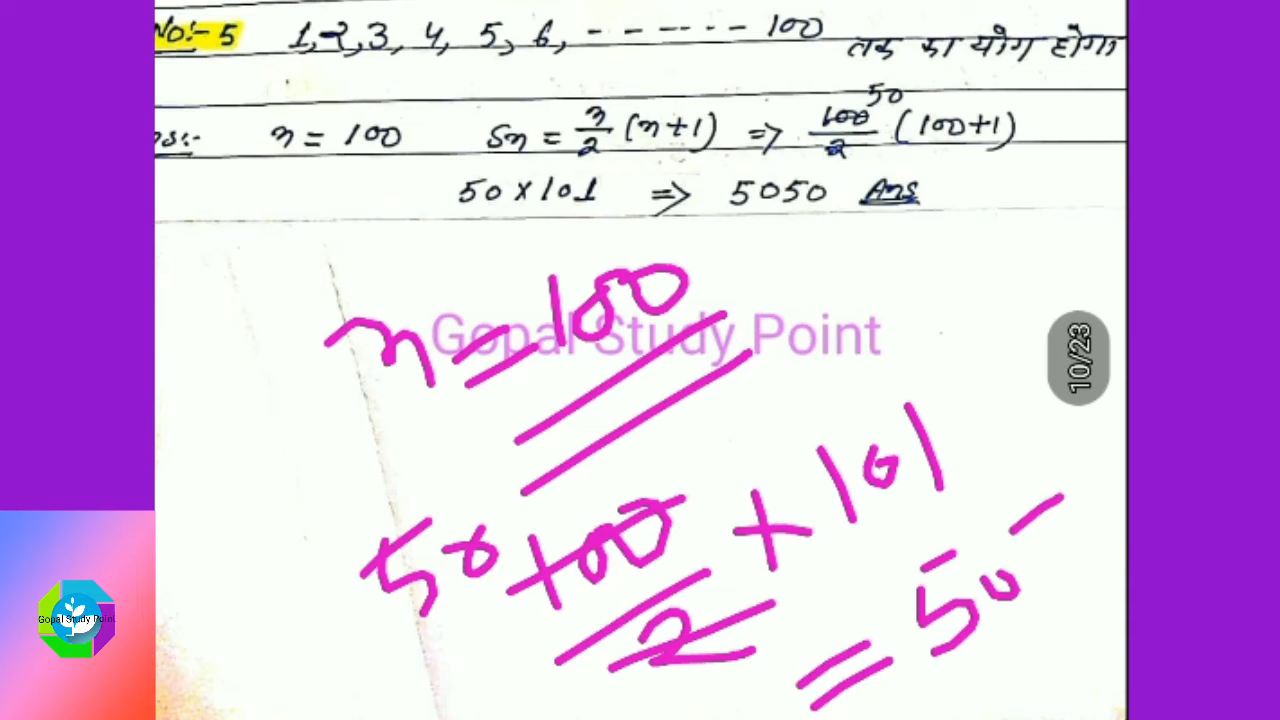 No:- 5 1, 2, 3, 4, 5, 6, - - - - - - 100 तक का योग होगा
ns:- n = 100 Sn = n/2 (n+1) => 100/2 50 (100+1)
50 × 101 => 5050 Ans
n = 100
Gopal Study Point
50 100/2 × 101
= 50
10/23
Gopal Study Point